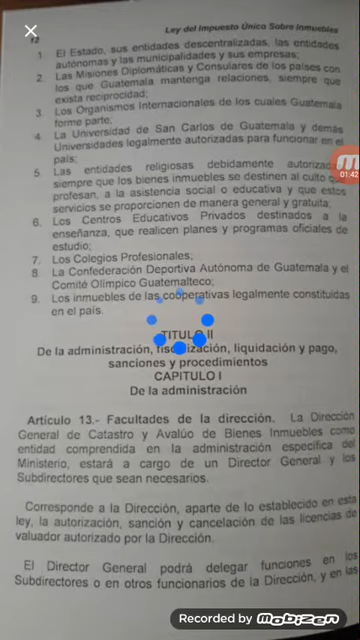 Ley del Impuesto Único Sobre Inmuebles
12
1. El Estado, sus entidades descentralizadas, las entidades
autónomas y las municipalidades y sus empresas;
2. Las Misiones Diplomáticas y Consulares de los países con
los que Guatemala mantenga relaciones, siempre que
exista reciprocidad;
3. Los Organismos Internacionales de los cuales Guatemala
forme parte.
4. La Universidad de San Carlos de Guatemala y demás
Universidades legalmente autorizadas para funcionar en el
país;
01:42
5. Las entidades religiosas debidamente autorizadas
siempre que los bienes inmuebles se destinen al culto que
profesan, a la asistencia social o educativa y que estos
servicios se proporcionen de manera general y gratuita;
6. Los Centros Educativos Privados destinados a la
enseñanza, que realicen planes y programas oficiales de
estudio;
7. Los Colegios Profesionales;
8. La Confederación Deportiva Autónoma de Guatemala y el
Comité Olímpico Guatemalteco;
9. Los inmuebles de las cooperativas legalmente constituidas
en el país.
TITULO II
De la administración, fiscalización, liquidación y pago,
sanciones y procedimientos
CAPITULO I
De la administración
Artículo 13.- Facultades de la dirección. La Dirección
General de Catastro y Avalúo de Bienes Inmuebles como
entidad comprendida en la administración específica del
Ministerio, estará a cargo de un Director General y los
Subdirectores que sean necesarios.
Corresponde a la Dirección, aparte de lo establecido en esta
ley, la autorización, sanción y cancelación de las licencias de
valuador autorizado por la Dirección.
El Director General podrá delegar funciones en los
Subdirectores o en otros funcionarios de la Dirección, y en las
Recorded by Mobizen